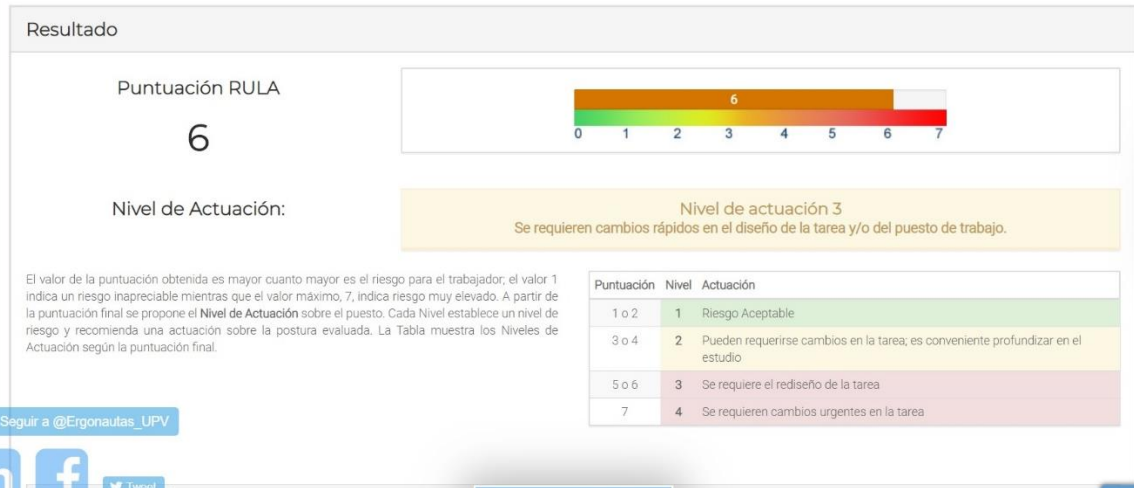 Resultado
Puntuación RULA
6
6
0 1 2 3 4 5 6 7
Nivel de Actuación:
Nivel de actuación 3
Se requieren cambios rápidos en el diseño de la tarea y/o del puesto de trabajo.
El valor de la puntuación obtenida es mayor cuanto mayor es el riesgo para el trabajador; el valor 1
indica un riesgo inapreciable mientras que el valor máximo, 7, indica riesgo muy elevado. A partir de
la puntuación final se propone el Nivel de Actuación sobre el puesto. Cada Nivel establece un nivel de
riesgo y recomienda una actuación sobre la postura evaluada. La Tabla muestra los Niveles de
Actuación según la puntuación final.
Puntuación Nivel Actuación
1 o 2 1 Riesgo Aceptable
3 o 4 2 Pueden requerirse cambios en la tarea; es conveniente profundizar en el
estudio
5 o 6 3 Se requiere el rediseño de la tarea
7 4 Se requieren cambios urgentes en la tarea
Seguir a @Ergonautas_UPV
Tweet